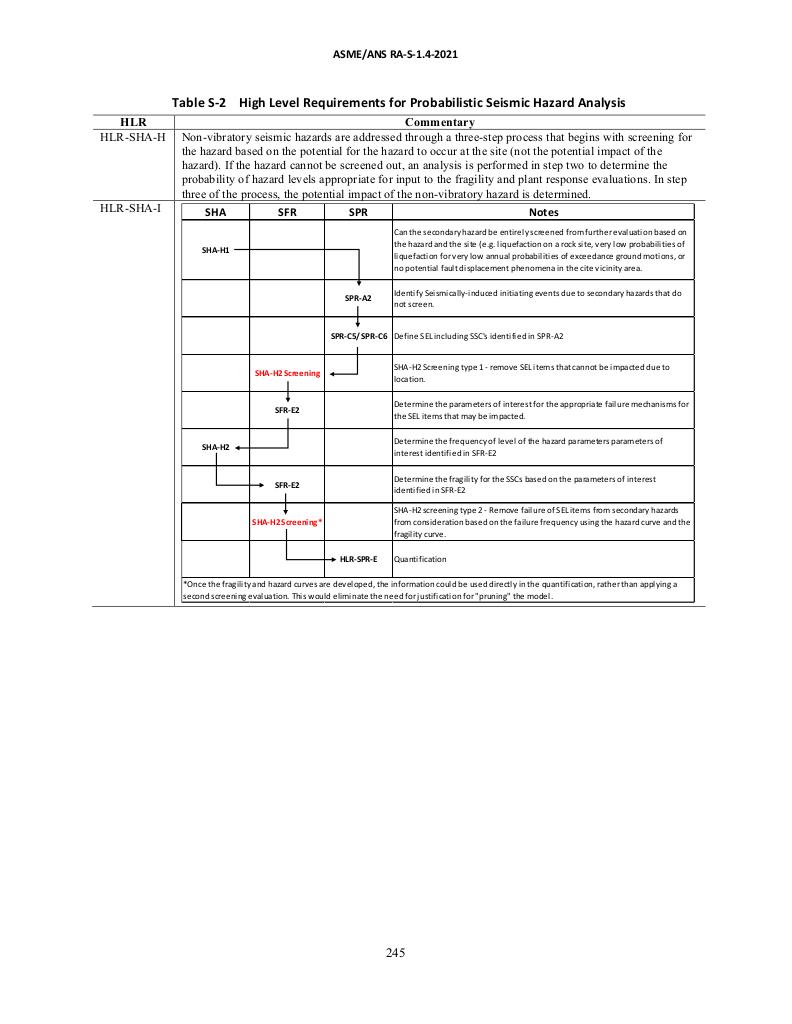 ASME/ANS RA-S-1.4-2021
Table S-2 High Level Requirements for Probabilistic Seismic Hazard Analysis
HLR Commentary
HLR-SHA-H Non-vibratory seismic hazards are addressed through a three-step process that begins with screening for
the hazard based on the potential for the hazard to occur at the site (not the potential impact of the
hazard). If the hazard cannot be screened out, an analysis is performed in step two to determine the
probability of hazard levels appropriate for input to the fragility and plant response evaluations. In step
three of the process, the potential impact of the non-vibratory hazard is determined.
HLR-SHA-I
SHA SFR SPR Notes
SHA-H1
Can the secondary hazard be entirely screened from further evaluation based on
the hazard and the site (e.g. liquefaction on a rock site, very low probabilities of
liquefaction for very low annual probabilities of exceedance ground motions, or
no potential fault displacement phenomena in the cite vicinity area.
SPR-A2
Identify Seismically-induced initiating events due to secondary hazards that do
not screen.
SPR-C5/SPR-C6 Define SEL including SSC's identified in SPR-A2
SHA-H2 Screening
SHA-H2 Screening type 1 - remove SEL items that cannot be impacted due to
location.
SFR-E2
Determine the parameters of interest for the appropriate failure mechanisms for
the SEL items that may be impacted.
SHA-H2
Determine the frequency of level of the hazard parameters parameters of
interest identified in SFR-E2
SFR-E2
Determine the fragility for the SSCs based on the parameters of interest
identified in SFR-E2
SHA-H2 Screening*
SHA-H2 screening type 2 - Remove failure of SEL items from secondary hazards
from consideration based on the failure frequency using the hazard curve and the
fragility curve.
HLR-SPR-E Quantification
*Once the fragility and hazard curves are developed, the information could be used directly in the quantification, rather than applying a
second screening evaluation. This would eliminate the need for justification for "pruning" the model.
245